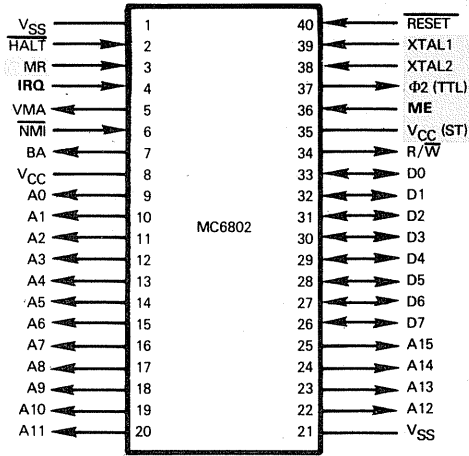 VSS 1 40 RESET
HALT 2 39 XTAL1
MR 3 38 XTAL2
IRQ 4 37 Φ2 (TTL)
VMA 5 36 ME
NMI 6 35 VCC (ST)
BA 7 34 R/W
VCC 8 33 D0
A0 9 32 D1
A1 10 31 D2
A2 11 30 D3
MC6802
A3 12 29 D4
A4 13 28 D5
A5 14 27 D6
A6 15 26 D7
A7 16 25 A15
A8 17 24 A14
A9 18 23 A13
A10 19 22 A12
A11 20 21 VSS